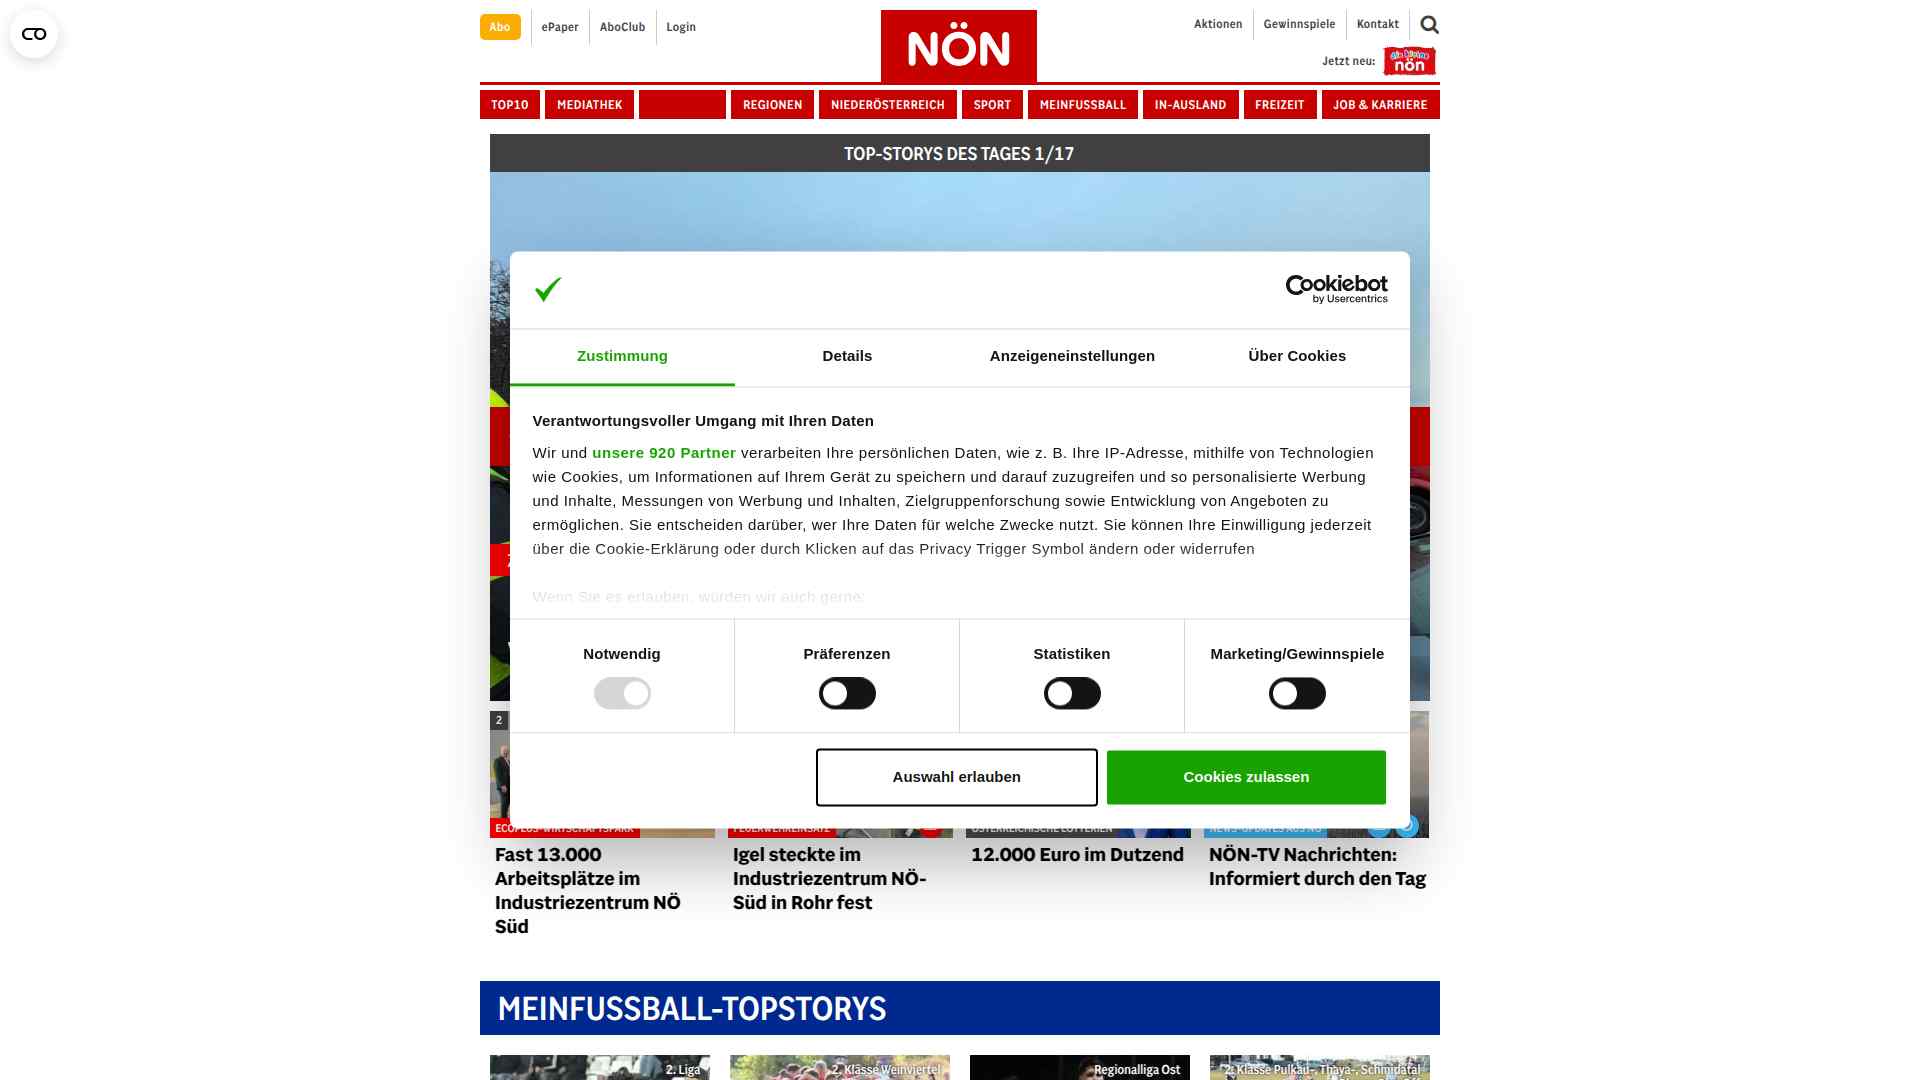 Abo
ePaper
AboClub
Login
NÖN
Aktionen
Gewinnspiele
Kontakt
Jetzt neu:
die kleine
nön
TOP10
MEDIATHEK
REGIONEN
NIEDERÖSTERREICH
SPORT
MEINFUSSBALL
IN-AUSLAND
FREIZEIT
JOB & KARRIERE
TOP-STORYS DES TAGES 1/17
Cookiebot
by Usercentrics
Zustimmung
Details
Anzeigeneinstellungen
Über Cookies
Verantwortungsvoller Umgang mit Ihren Daten
Wir und unsere 920 Partner verarbeiten Ihre persönlichen Daten, wie z. B. Ihre IP-Adresse, mithilfe von Technologien
wie Cookies, um Informationen auf Ihrem Gerät zu speichern und darauf zuzugreifen und so personalisierte Werbung
und Inhalte, Messungen von Werbung und Inhalten, Zielgruppenforschung sowie Entwicklung von Angeboten zu
ermöglichen. Sie entscheiden darüber, wer Ihre Daten für welche Zwecke nutzt. Sie können Ihre Einwilligung jederzeit
über die Cookie-Erklärung oder durch Klicken auf das Privacy Trigger Symbol ändern oder widerrufen
Wenn Sie es erlauben, würden wir auch gerne:
Notwendig
Präferenzen
Statistiken
Marketing/Gewinnspiele
Auswahl erlauben
Cookies zulassen
2
ECOPLUS-WIRTSCHAFTSPARK
FEUERWEHREINSATZ
ÖSTERREICHISCHE LOTTERIEN
NEWS-UPDATES AUS NÖ
Fast 13.000
Arbeitsplätze im
Industriezentrum NÖ
Süd
Igel steckte im
Industriezentrum NÖ-
Süd in Rohr fest
12.000 Euro im Dutzend
NÖN-TV Nachrichten:
Informiert durch den Tag
MEINFUSSBALL-TOPSTORYS
2. Liga
2. Klasse Weinviertel
Regionalliga Ost
2. Klasse Pulkau-, Thaya-, Schmidatal